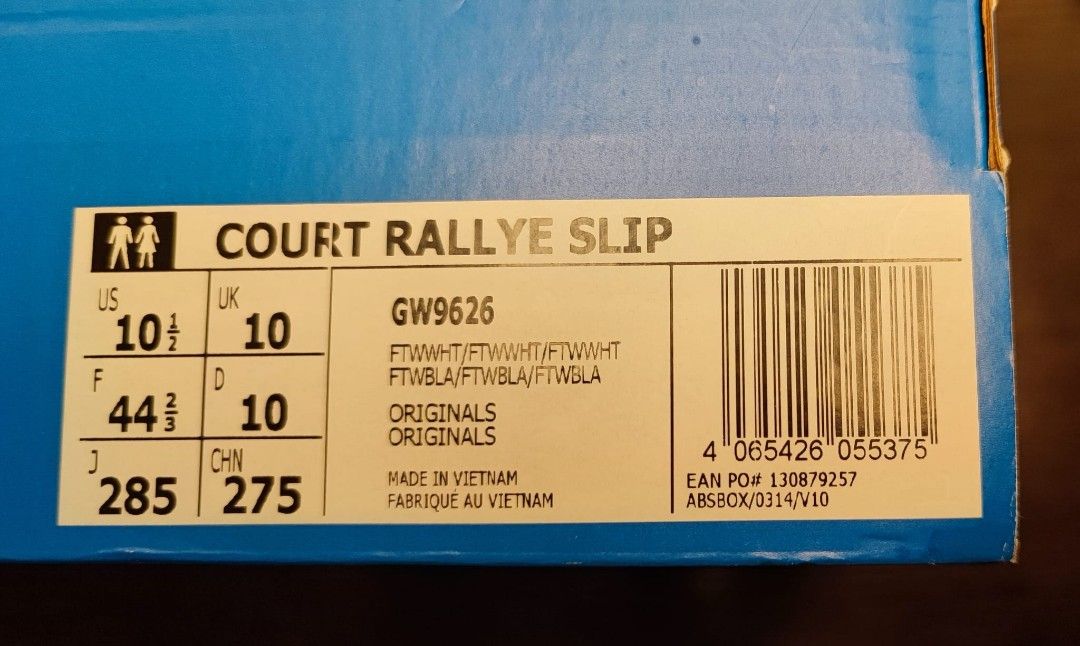 COURT RALLYE SLIP
US 10 1/2
UK 10
F 44 2/3
D 10
J 285
CHN 275
GW9626
FTWWHT/FTWWHT/FTWWHT
FTWBLA/FTWBLA/FTWBLA
ORIGINALS
ORIGINALS
MADE IN VIETNAM
FABRIQUÉ AU VIETNAM
4 065426 055375
EAN PO# 130879257
ABSBOX/0314/V10